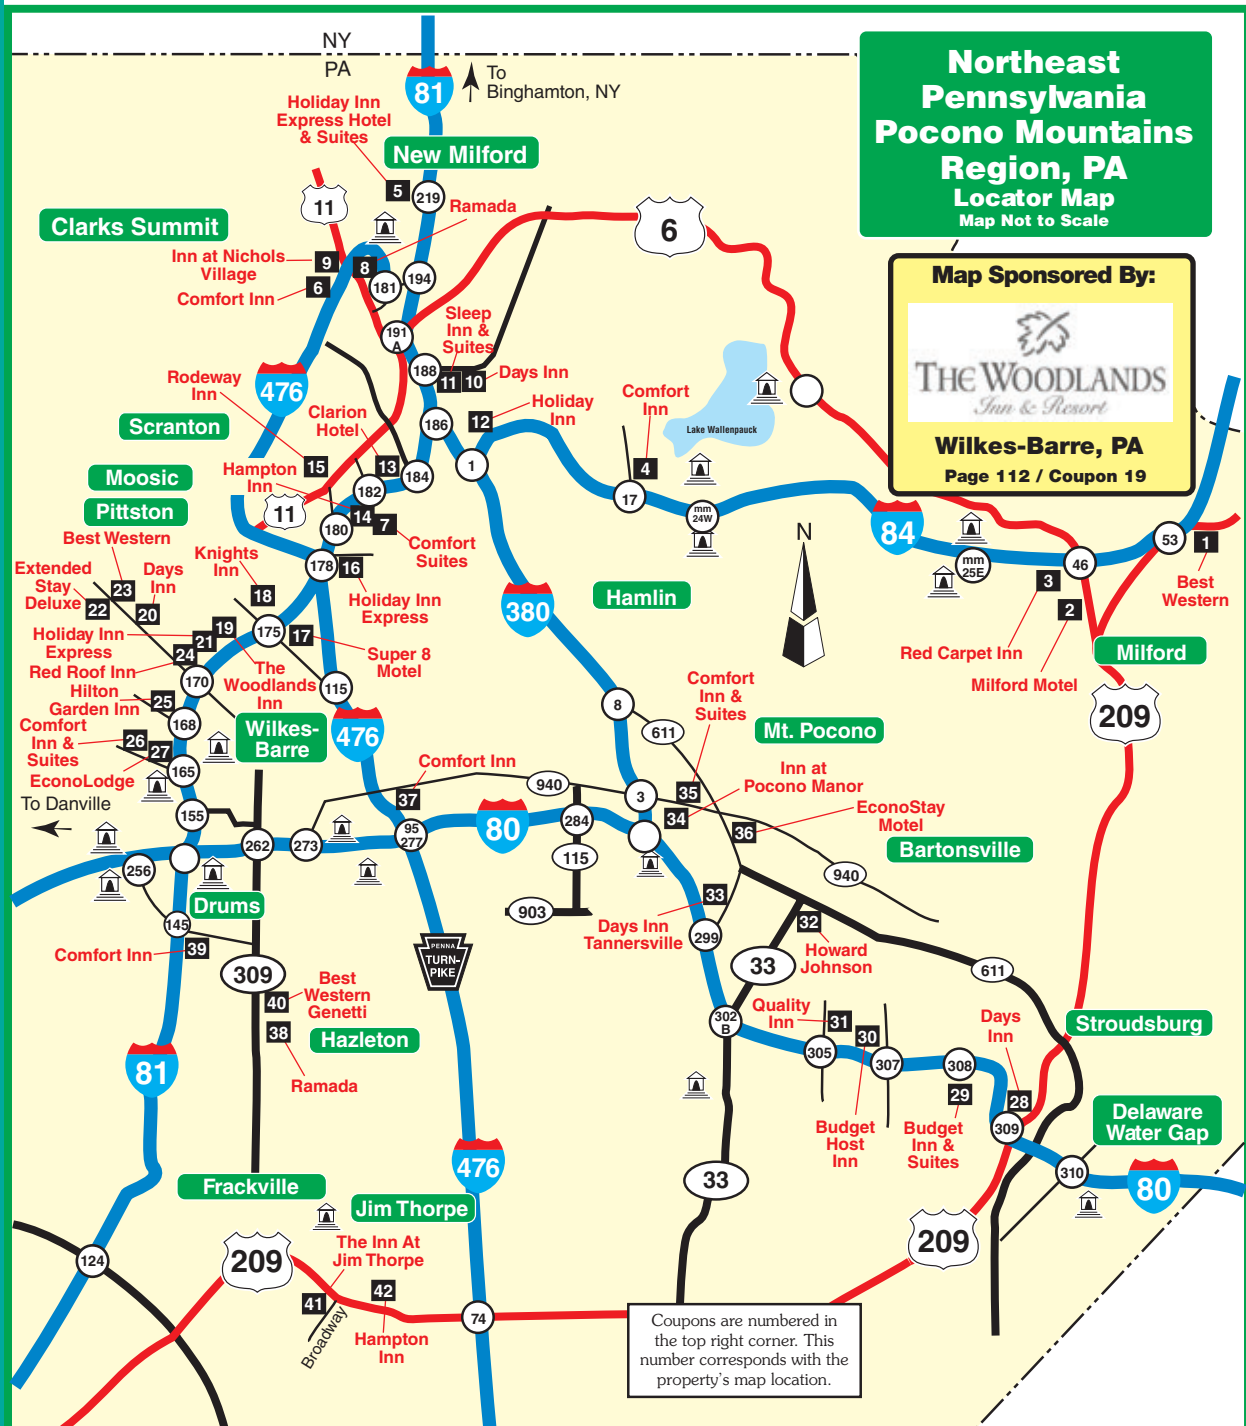 NY
PA
81
To
Binghamton, NY
Northeast
Pennsylvania
Pocono Mountains
Region, PA
Locator Map
Map Not to Scale
Holiday Inn
Express Hotel
& Suites
New Milford
5
219
11
Ramada
6
Clarks Summit
Inn at Nichols
Village
9
8
Comfort Inn
6
181
194
Map Sponsored By:
THE WOODLANDS
Inn & Resort
Wilkes-Barre, PA
Page 112 / Coupon 19
Sleep
Inn &
Suites
191
A
188
11
10
Days Inn
476
Rodeway
Inn
Clarion
Hotel
Holiday
Inn
12
Comfort
Inn
Lake Wallenpauck
Scranton
186
15
13
1
4
Moosic
Hampton
Inn
184
182
17
Pittston
11
14
7
180
mm
24W
84
Best Western
Knights
Inn
Comfort
Suites
N
53
1
Extended
Stay
Deluxe
Days
Inn
178
16
mm
25E
46
Best
Western
23
22
20
18
Holiday Inn
Express
380
Hamlin
3
2
Holiday Inn
Express
21
19
175
17
Super 8
Motel
Red Carpet Inn
Milford
Red Roof Inn
24
The
Woodlands
Inn
170
115
Milford Motel
Hilton
Garden Inn
25
Comfort
Inn &
Suites
209
168
Wilkes-
Barre
476
8
611
Comfort
Inn &
Suites
Mt. Pocono
26
27
EconoLodge
165
Comfort Inn
37
940
3
35
Inn at
Pocono Manor
34
EconoStay
Motel
36
To Danville
155
262
273
95
277
80
284
115
Bartonsville
940
256
903
Drums
33
Days Inn
Tannersville
299
32
Howard
Johnson
145
Comfort Inn
39
309
PENNA
TURN-
PIKE
33
611
Best
Western
Genetti
40
38
Hazleton
Ramada
Quality
Inn
31
30
302
B
305
307
308
Days
Inn
Stroudsburg
81
29
28
Budget
Host
Inn
Budget
Inn &
Suites
309
Delaware
Water Gap
476
33
310
80
Frackville
Jim Thorpe
209
The Inn At
Jim Thorpe
209
124
41
42
Broadway
Hampton
Inn
74
Coupons are numbered in
the top right corner. This
number corresponds with the
property's map location.